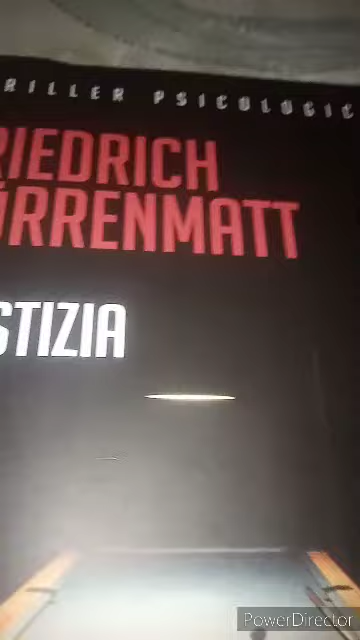 RILLER PSICOLOGIC
RIEDRICH
ÜRRENMATT
STIZIA
PowerDirector